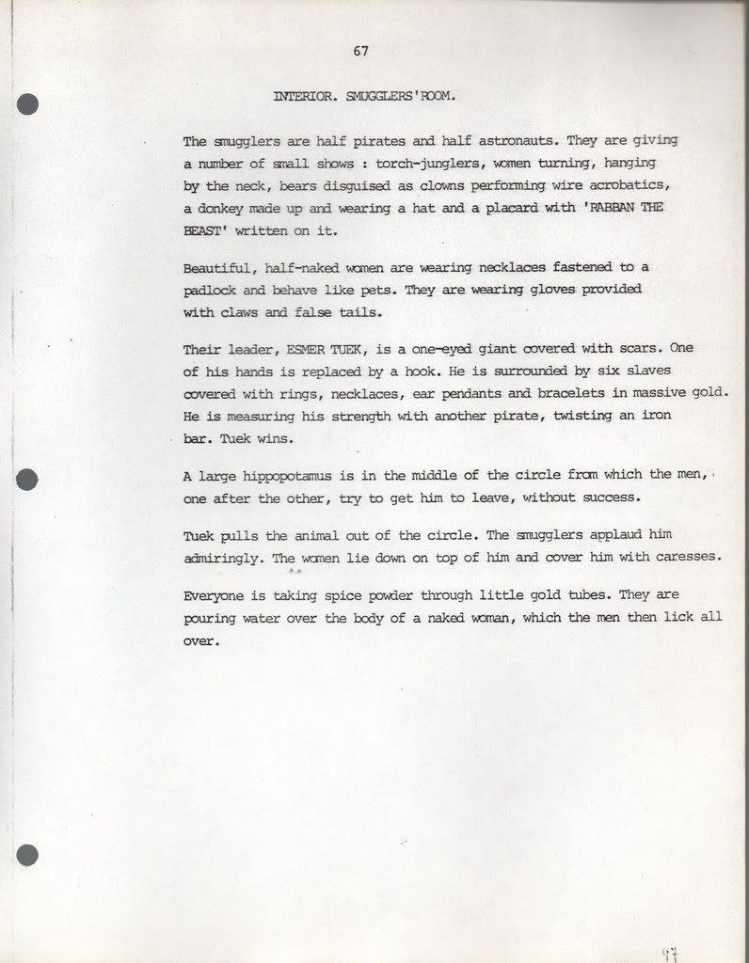 67
INTERIOR. SMUGGLERS'ROOM.
The smugglers are half pirates and half astronauts. They are giving
a number of small shows : torch-junglers, women turning, hanging
by the neck, bears disguised as clowns performing wire acrobatics,
a donkey made up and wearing a hat and a placard with 'RABBAN THE
BEAST' written on it.
Beautiful, half-naked women are wearing necklaces fastened to a
padlock and behave like pets. They are wearing gloves provided
with claws and false tails.
Their leader, ESMER TUEK, is a one-eyed giant covered with scars. One
of his hands is replaced by a hook. He is surrounded by six slaves
covered with rings, necklaces, ear pendants and bracelets in massive gold.
He is measuring his strength with another pirate, twisting an iron
bar. Tuek wins.
A large hippopotamus is in the middle of the circle from which the men,
one after the other, try to get him to leave, without success.
Tuek pulls the animal out of the circle. The smugglers applaud him
admiringly. The women lie down on top of him and cover him with caresses.
Everyone is taking spice powder through little gold tubes. They are
pouring water over the body of a naked woman, which the men then lick all
over.